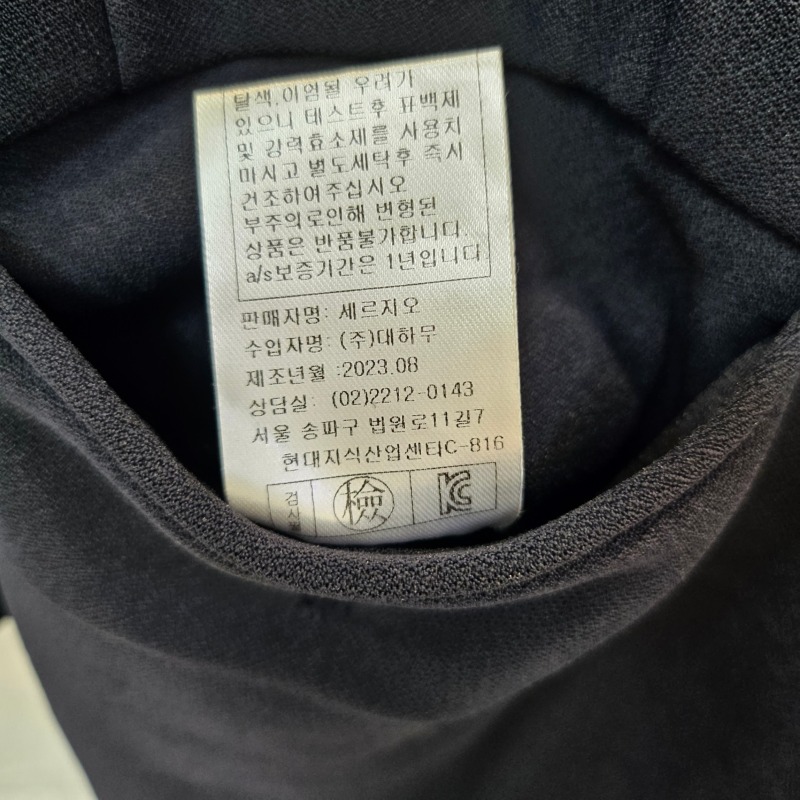 탈색.이염될 우려가
있으니 테스트후 표백제
및 강력효소제를 사용치
마시고 별도세탁후 즉시
건조하여주십시오
부주의로인해 변형된
상품은 반품불가합니다.
a/s보증기간은 1년입니다
판매자명: 세르지오
수입자명: (주)대하무
제조년월 :2023.08
상담실: (02)2212-0143
서울 송파구 법원로11길7
현대지식산업센타C-816
검사 檢 KC